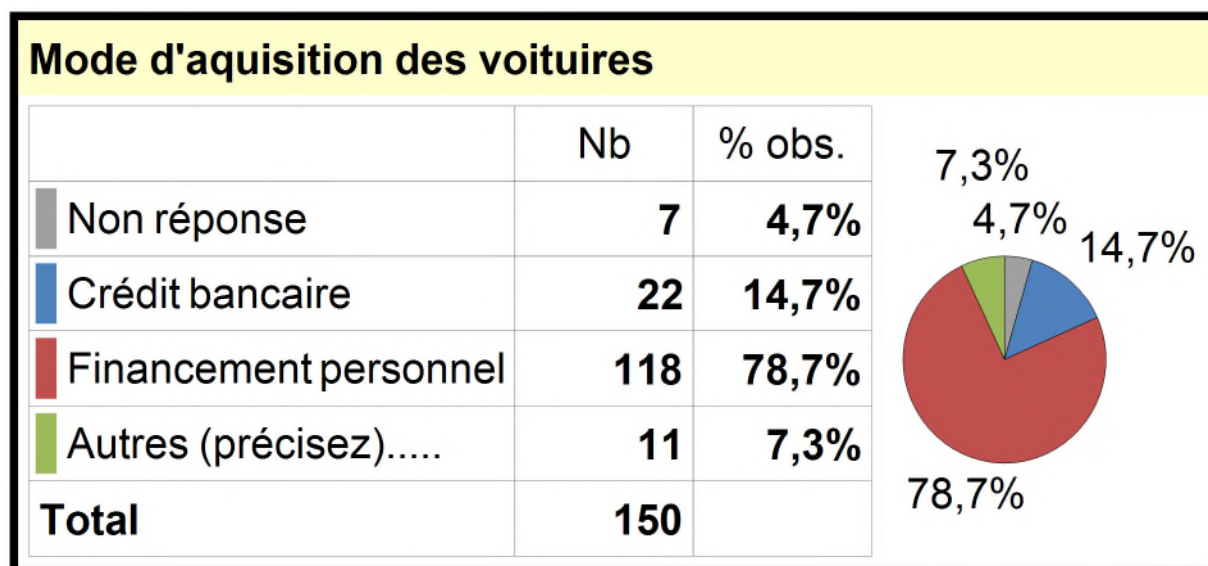 Mode d'aquisition des voituires
Nb % obs.
Non réponse 7 4,7%
Crédit bancaire 22 14,7%
Financement personnel 118 78,7%
Autres (précisez)..... 11 7,3%
Total 150
7,3%
4,7%
14,7%
78,7%